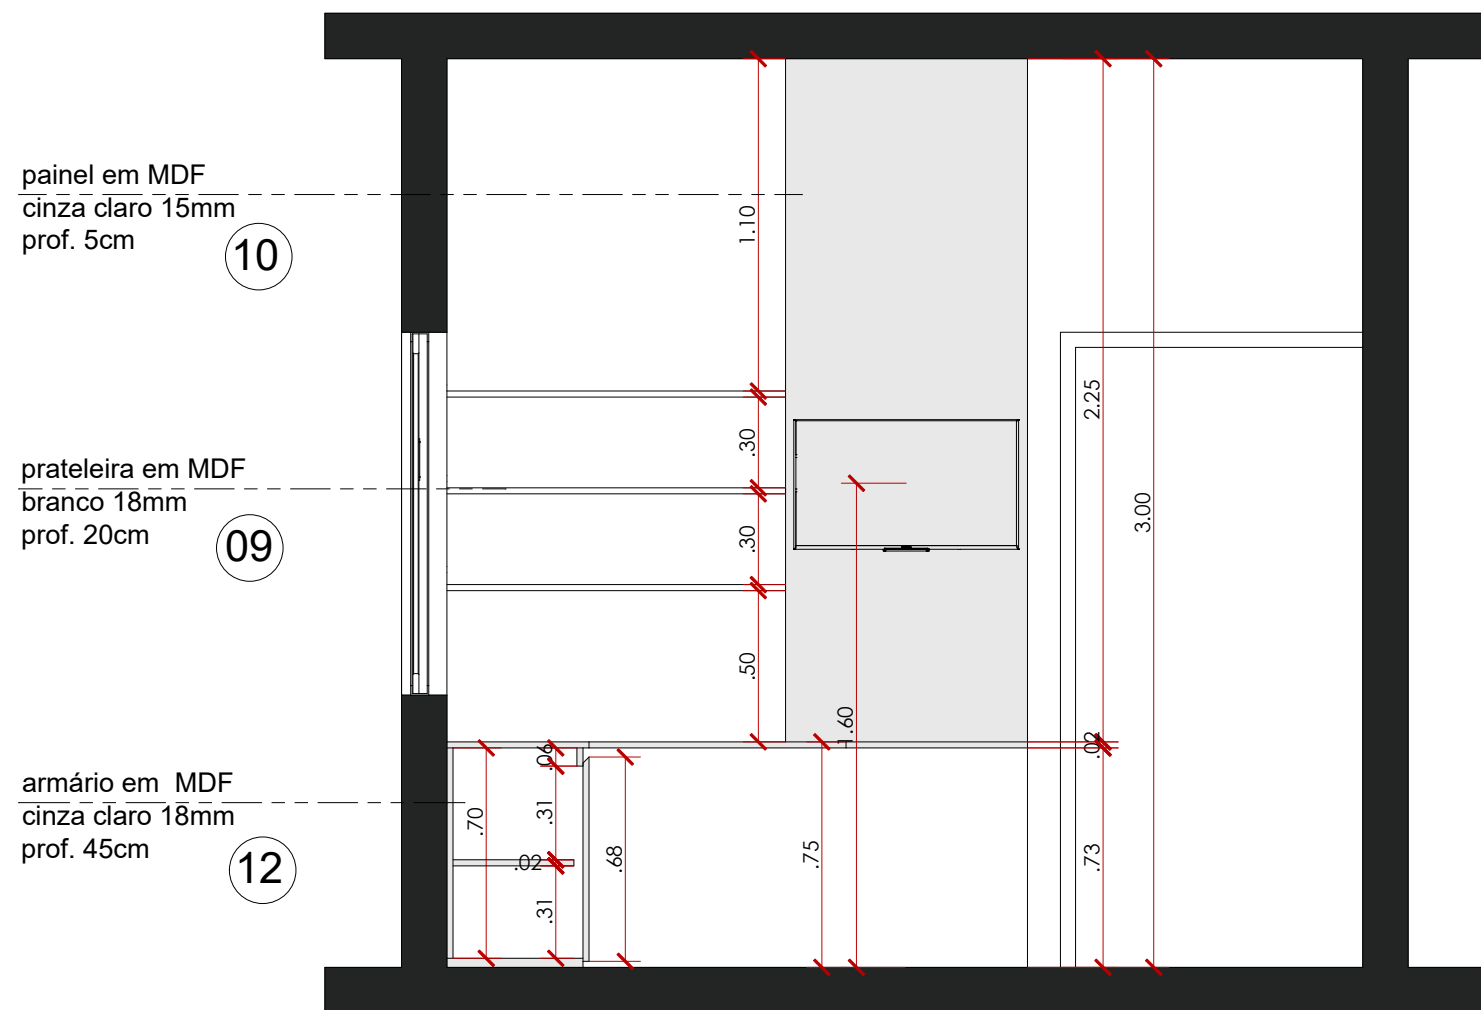 painel em MDF
cinza claro 15mm
prof. 5cm
10
1.10
2.25
3.00
.30
prateleira em MDF
branco 18mm
prof. 20cm
09
.30
.50
1.60
.02
.06
armário em MDF
cinza claro 18mm
prof. 45cm
12
.70
.31
.02
.31
.68
.75
.73